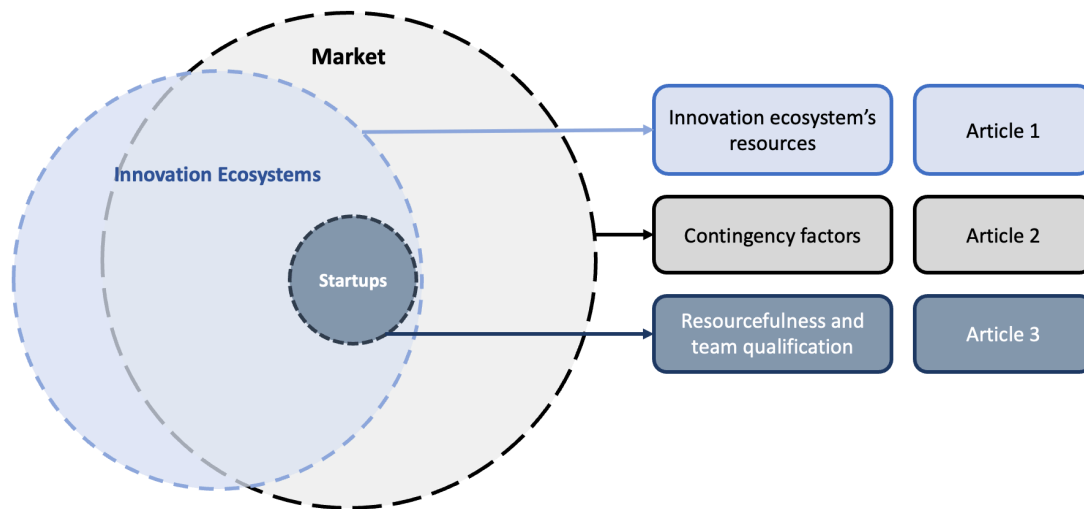 Market
Innovation Ecosystems
Startups
Innovation ecosystem’s
resources
Article 1
Contingency factors
Article 2
Resourcefulness and
team qualification
Article 3